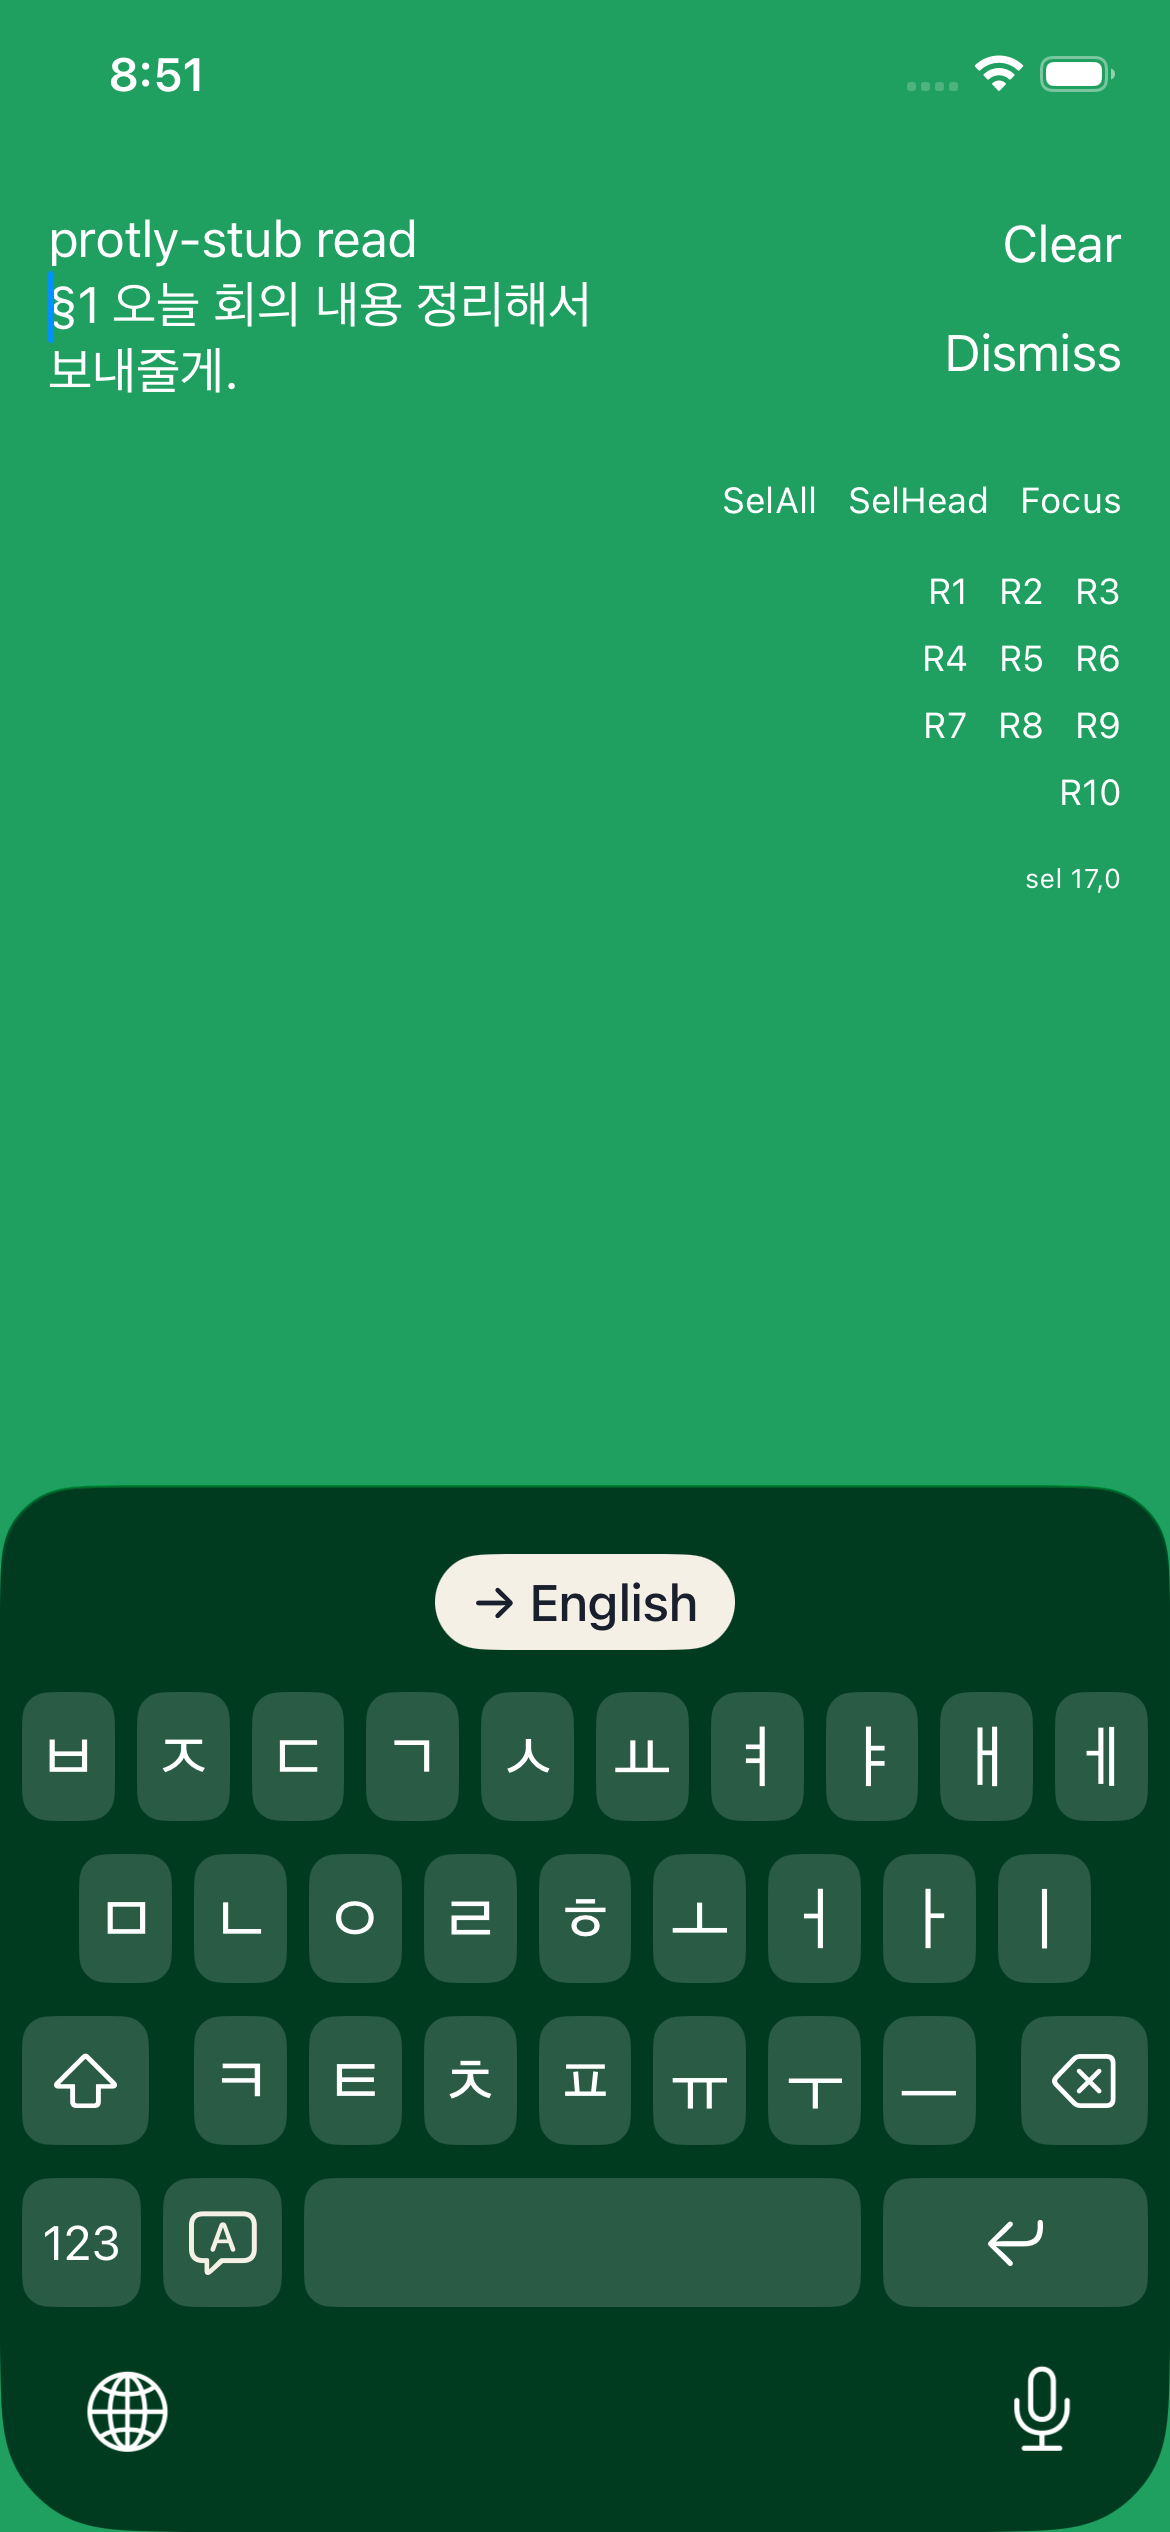 8:51
protly-stub read
§1 오늘 회의 내용 정리해서
보내줄게.
Clear
Dismiss
SelAll SelHead Focus
R1 R2 R3
R4 R5 R6
R7 R8 R9
R10
sel 17,0
→ English
ㅂ ㅈ ㄷ ㄱ ㅅ ㅛ ㅕ ㅑ ㅐ ㅔ
ㅁ ㄴ ㅇ ㄹ ㅎ ㅗ ㅓ ㅏ ㅣ
ㅋ ㅌ ㅊ ㅍ ㅠ ㅜ ㅡ
123 A